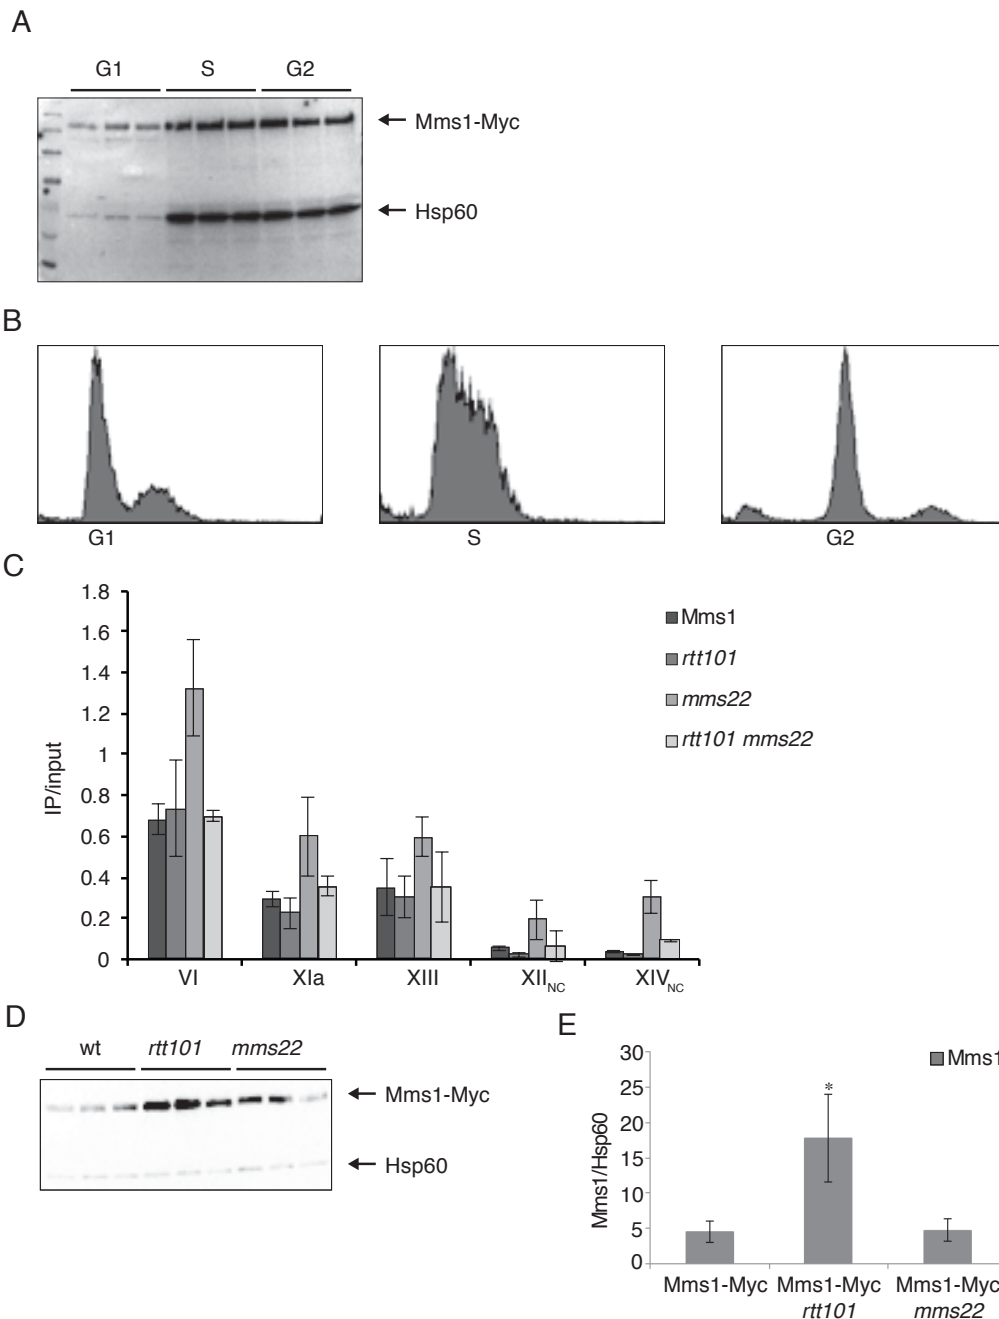 A
G1 S G2
Mms1-Myc
Hsp60
B
G1 S G2
C
1.8
1.6
1.4
1.2
1
0.8
0.6
0.4
0.2
0
IP/input
VI XIa XIII XIINC XIVNC
Mms1
rtt101
mms22
rtt101 mms22
D
wt rtt101 mms22
Mms1-Myc
Hsp60
E
30
25
20
15
10
5
0
Mms1/Hsp60
*
Mms1
Mms1-Myc Mms1-Myc Mms1-Myc
rtt101 mms22